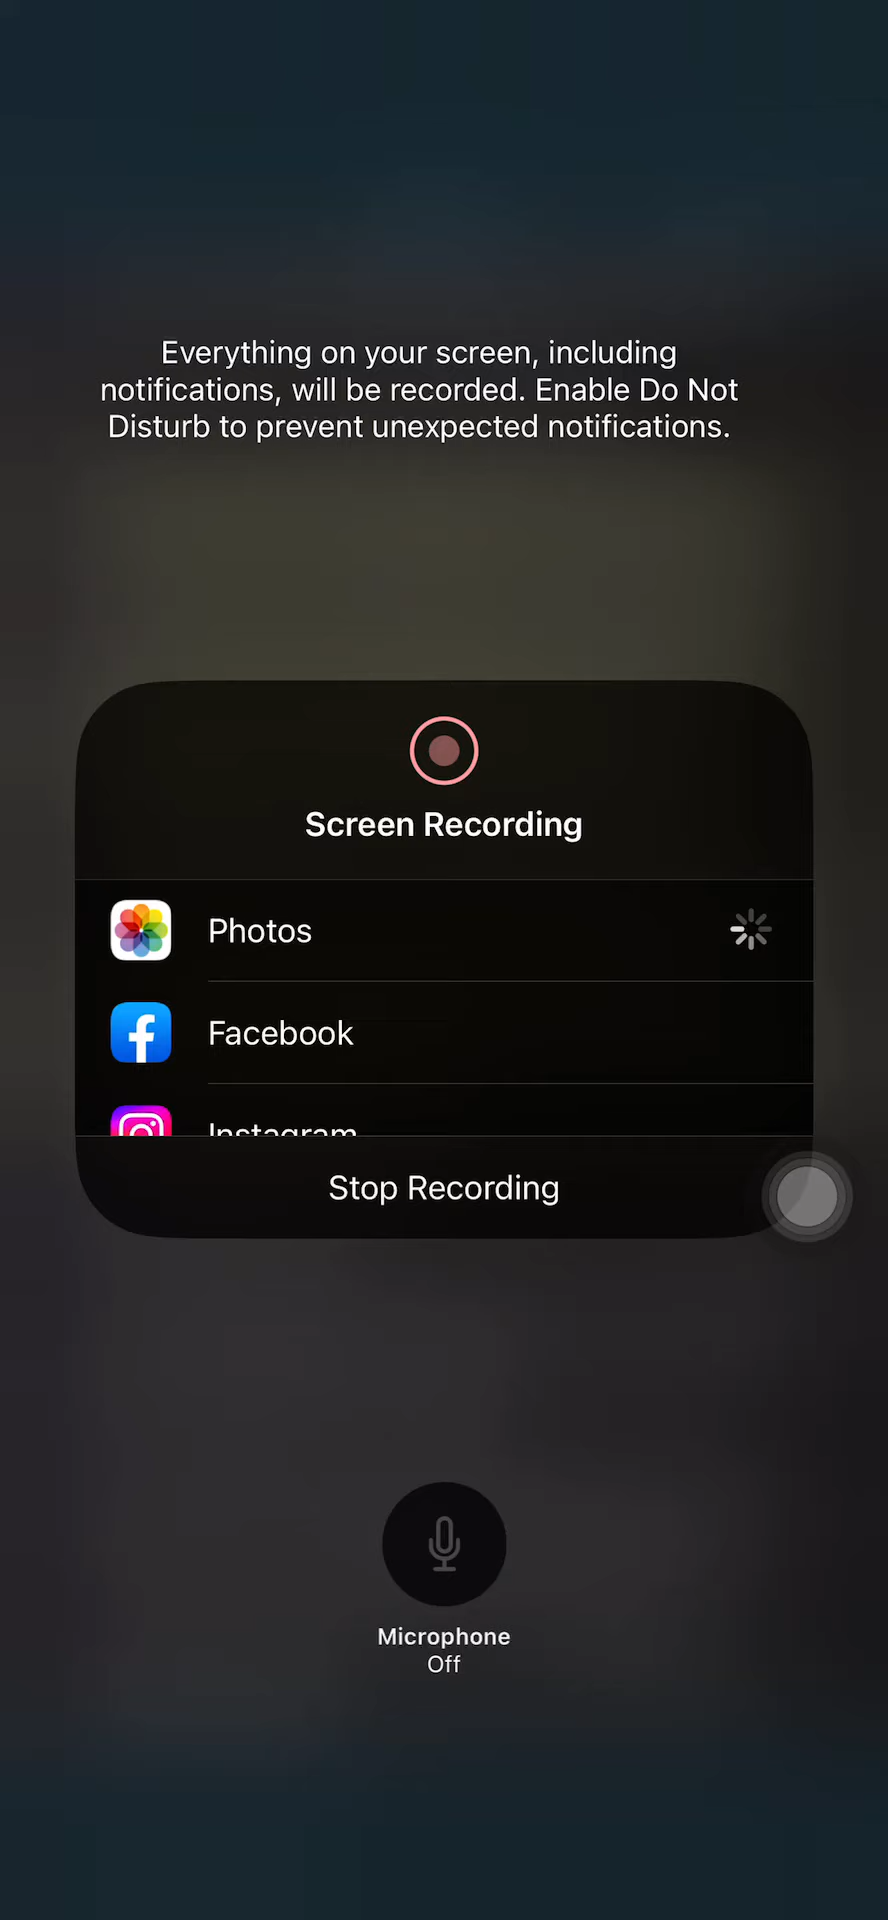 Everything on your screen, including
notifications, will be recorded. Enable Do Not
Disturb to prevent unexpected notifications.
Screen Recording
Photos
Facebook
Instagram
Stop Recording
Microphone
Off